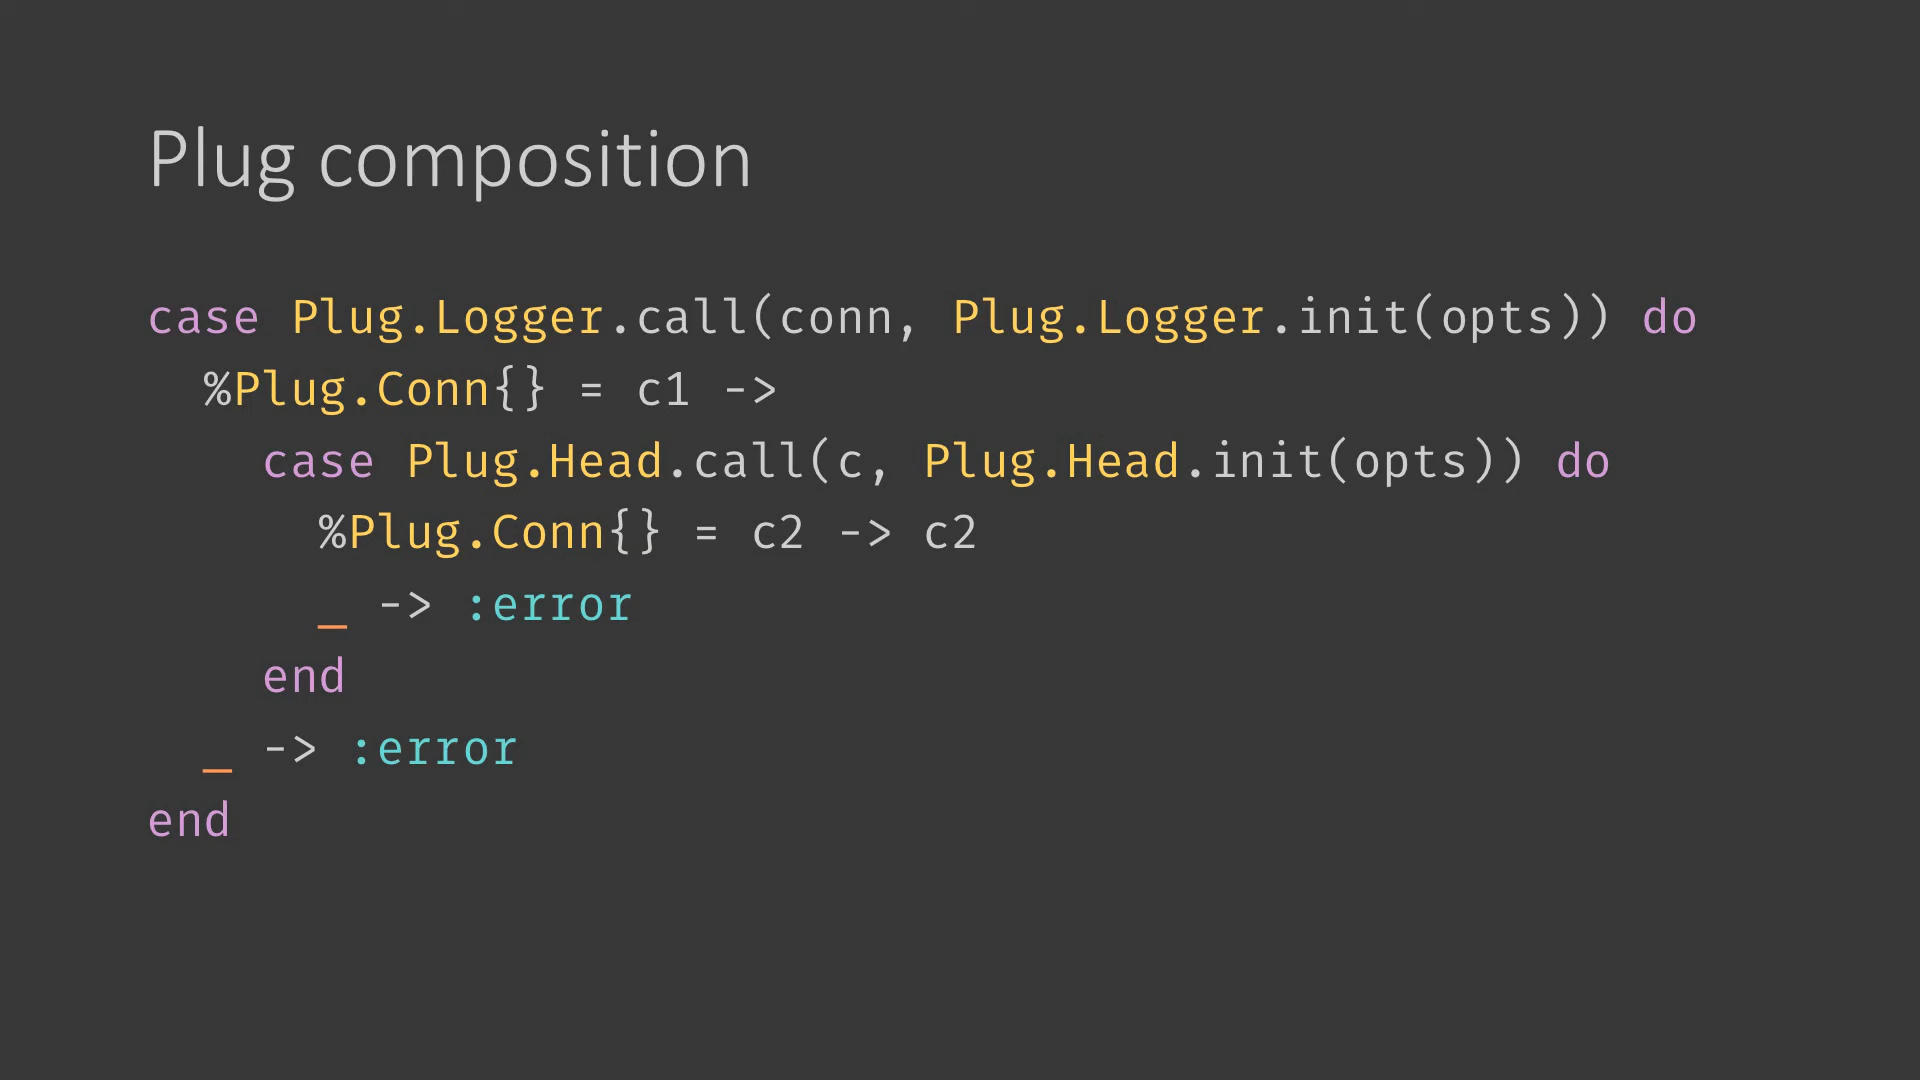 Plug composition
case Plug.Logger.call(conn, Plug.Logger.init(opts)) do
  %Plug.Conn{} = c1 ->
    case Plug.Head.call(c, Plug.Head.init(opts)) do
      %Plug.Conn{} = c2 -> c2
      _ -> :error
    end
  _ -> :error
end